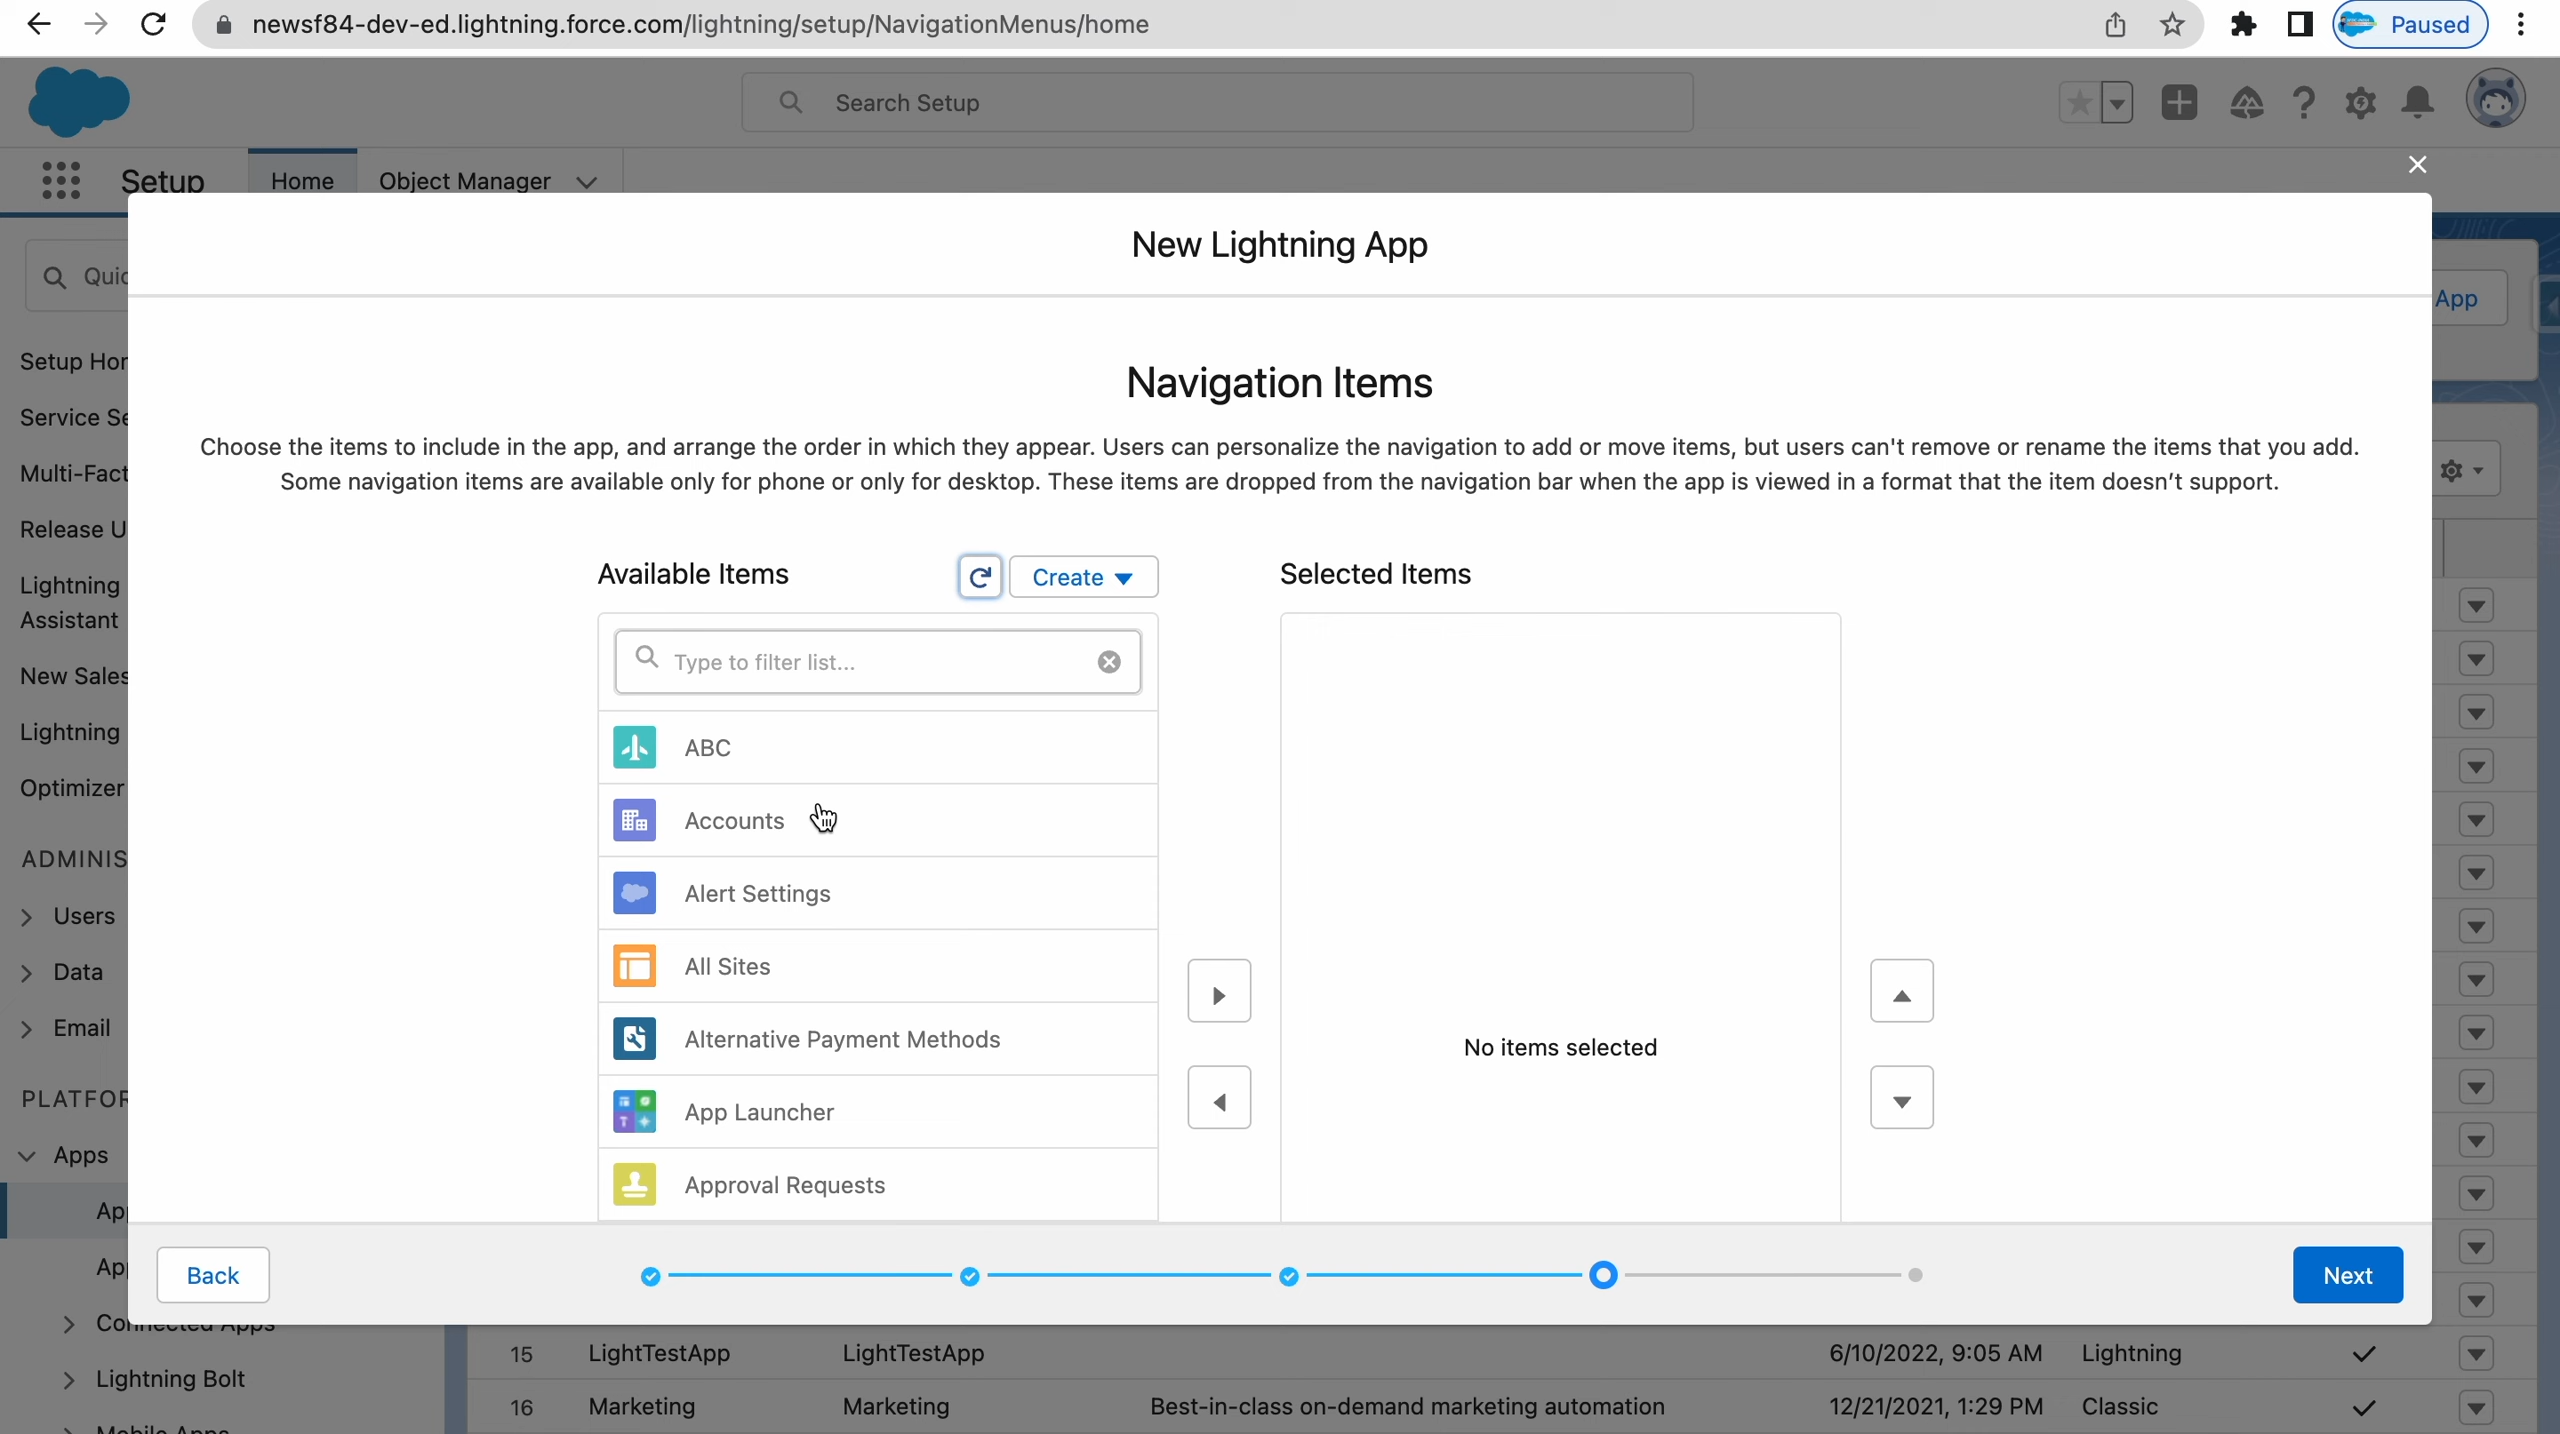 newsf84-dev-ed.lightning.force.com/lightning/setup/NavigationMenus/home
Paused
Search Setup
Setup
Home
Object Manager
New Lightning App
Quic
App
Navigation Items
Setup Hor
Service Se
Choose the items to include in the app, and arrange the order in which they appear. Users can personalize the navigation to add or move items, but users can't remove or rename the items that you add.
Multi-Fact
Some navigation items are available only for phone or only for desktop. These items are dropped from the navigation bar when the app is viewed in a format that the item doesn’t support.
Release U
Lightning
Assistant
Available Items
Create
Selected Items
New Sales
Type to filter list...
Lightning
ABC
Optimizer
Accounts
ADMINIS
Alert Settings
Users
All Sites
Data
Alternative Payment Methods
Email
No items selected
PLATFOR
App Launcher
Apps
Approval Requests
App
App
Back
Next
Connected Apps
15 LightTestApp LightTestApp 6/10/2022, 9:05 AM Lightning
Lightning Bolt
16 Marketing Marketing Best-in-class on-demand marketing automation 12/21/2021, 1:29 PM Classic
Mobile Apps